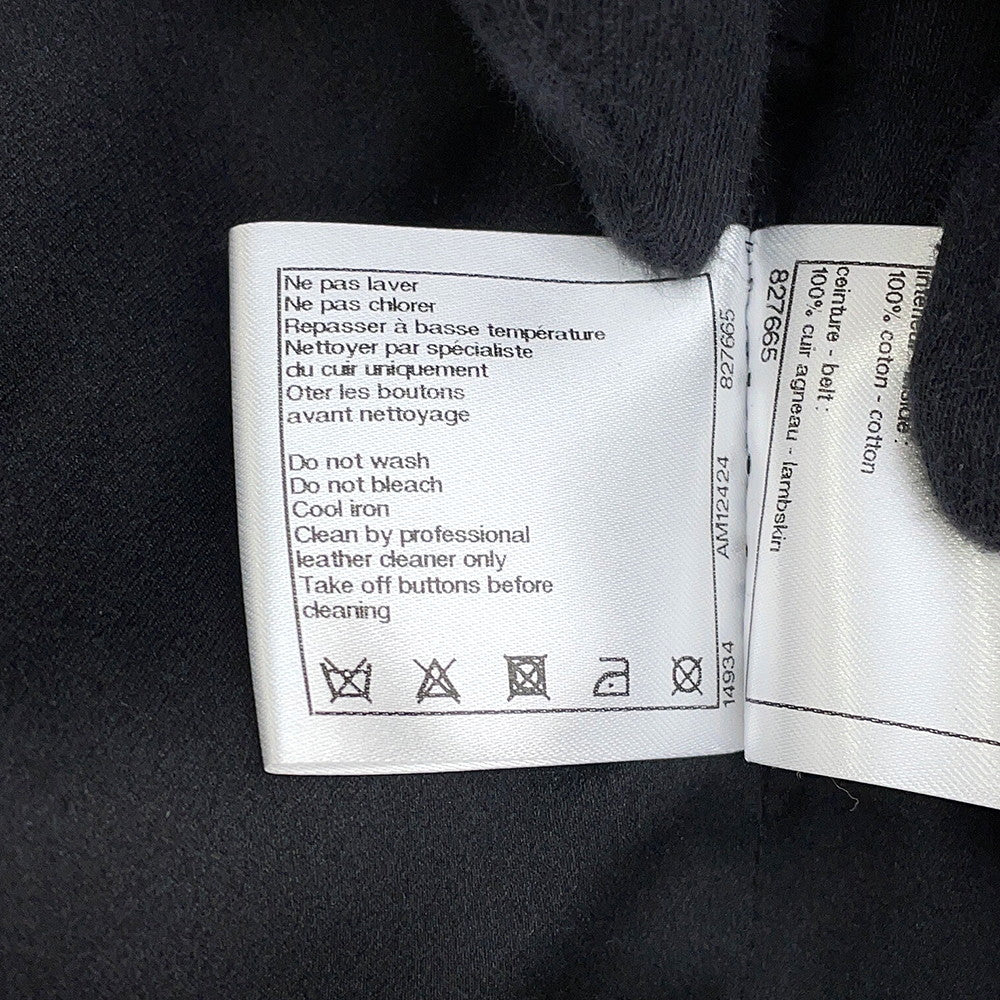 Ne pas laver
Ne pas chlorer
Repasser à basse température
Nettoyer par spécialiste
du cuir uniquement
Oter les boutons
avant nettoyage
Do not wash
Do not bleach
Cool iron
Clean by professional
leather cleaner only
Take off buttons before
cleaning
14934 AM12424 827665
827665
ceinture - belt :
100% cuir agneau - lambskin
100% coton - cotton